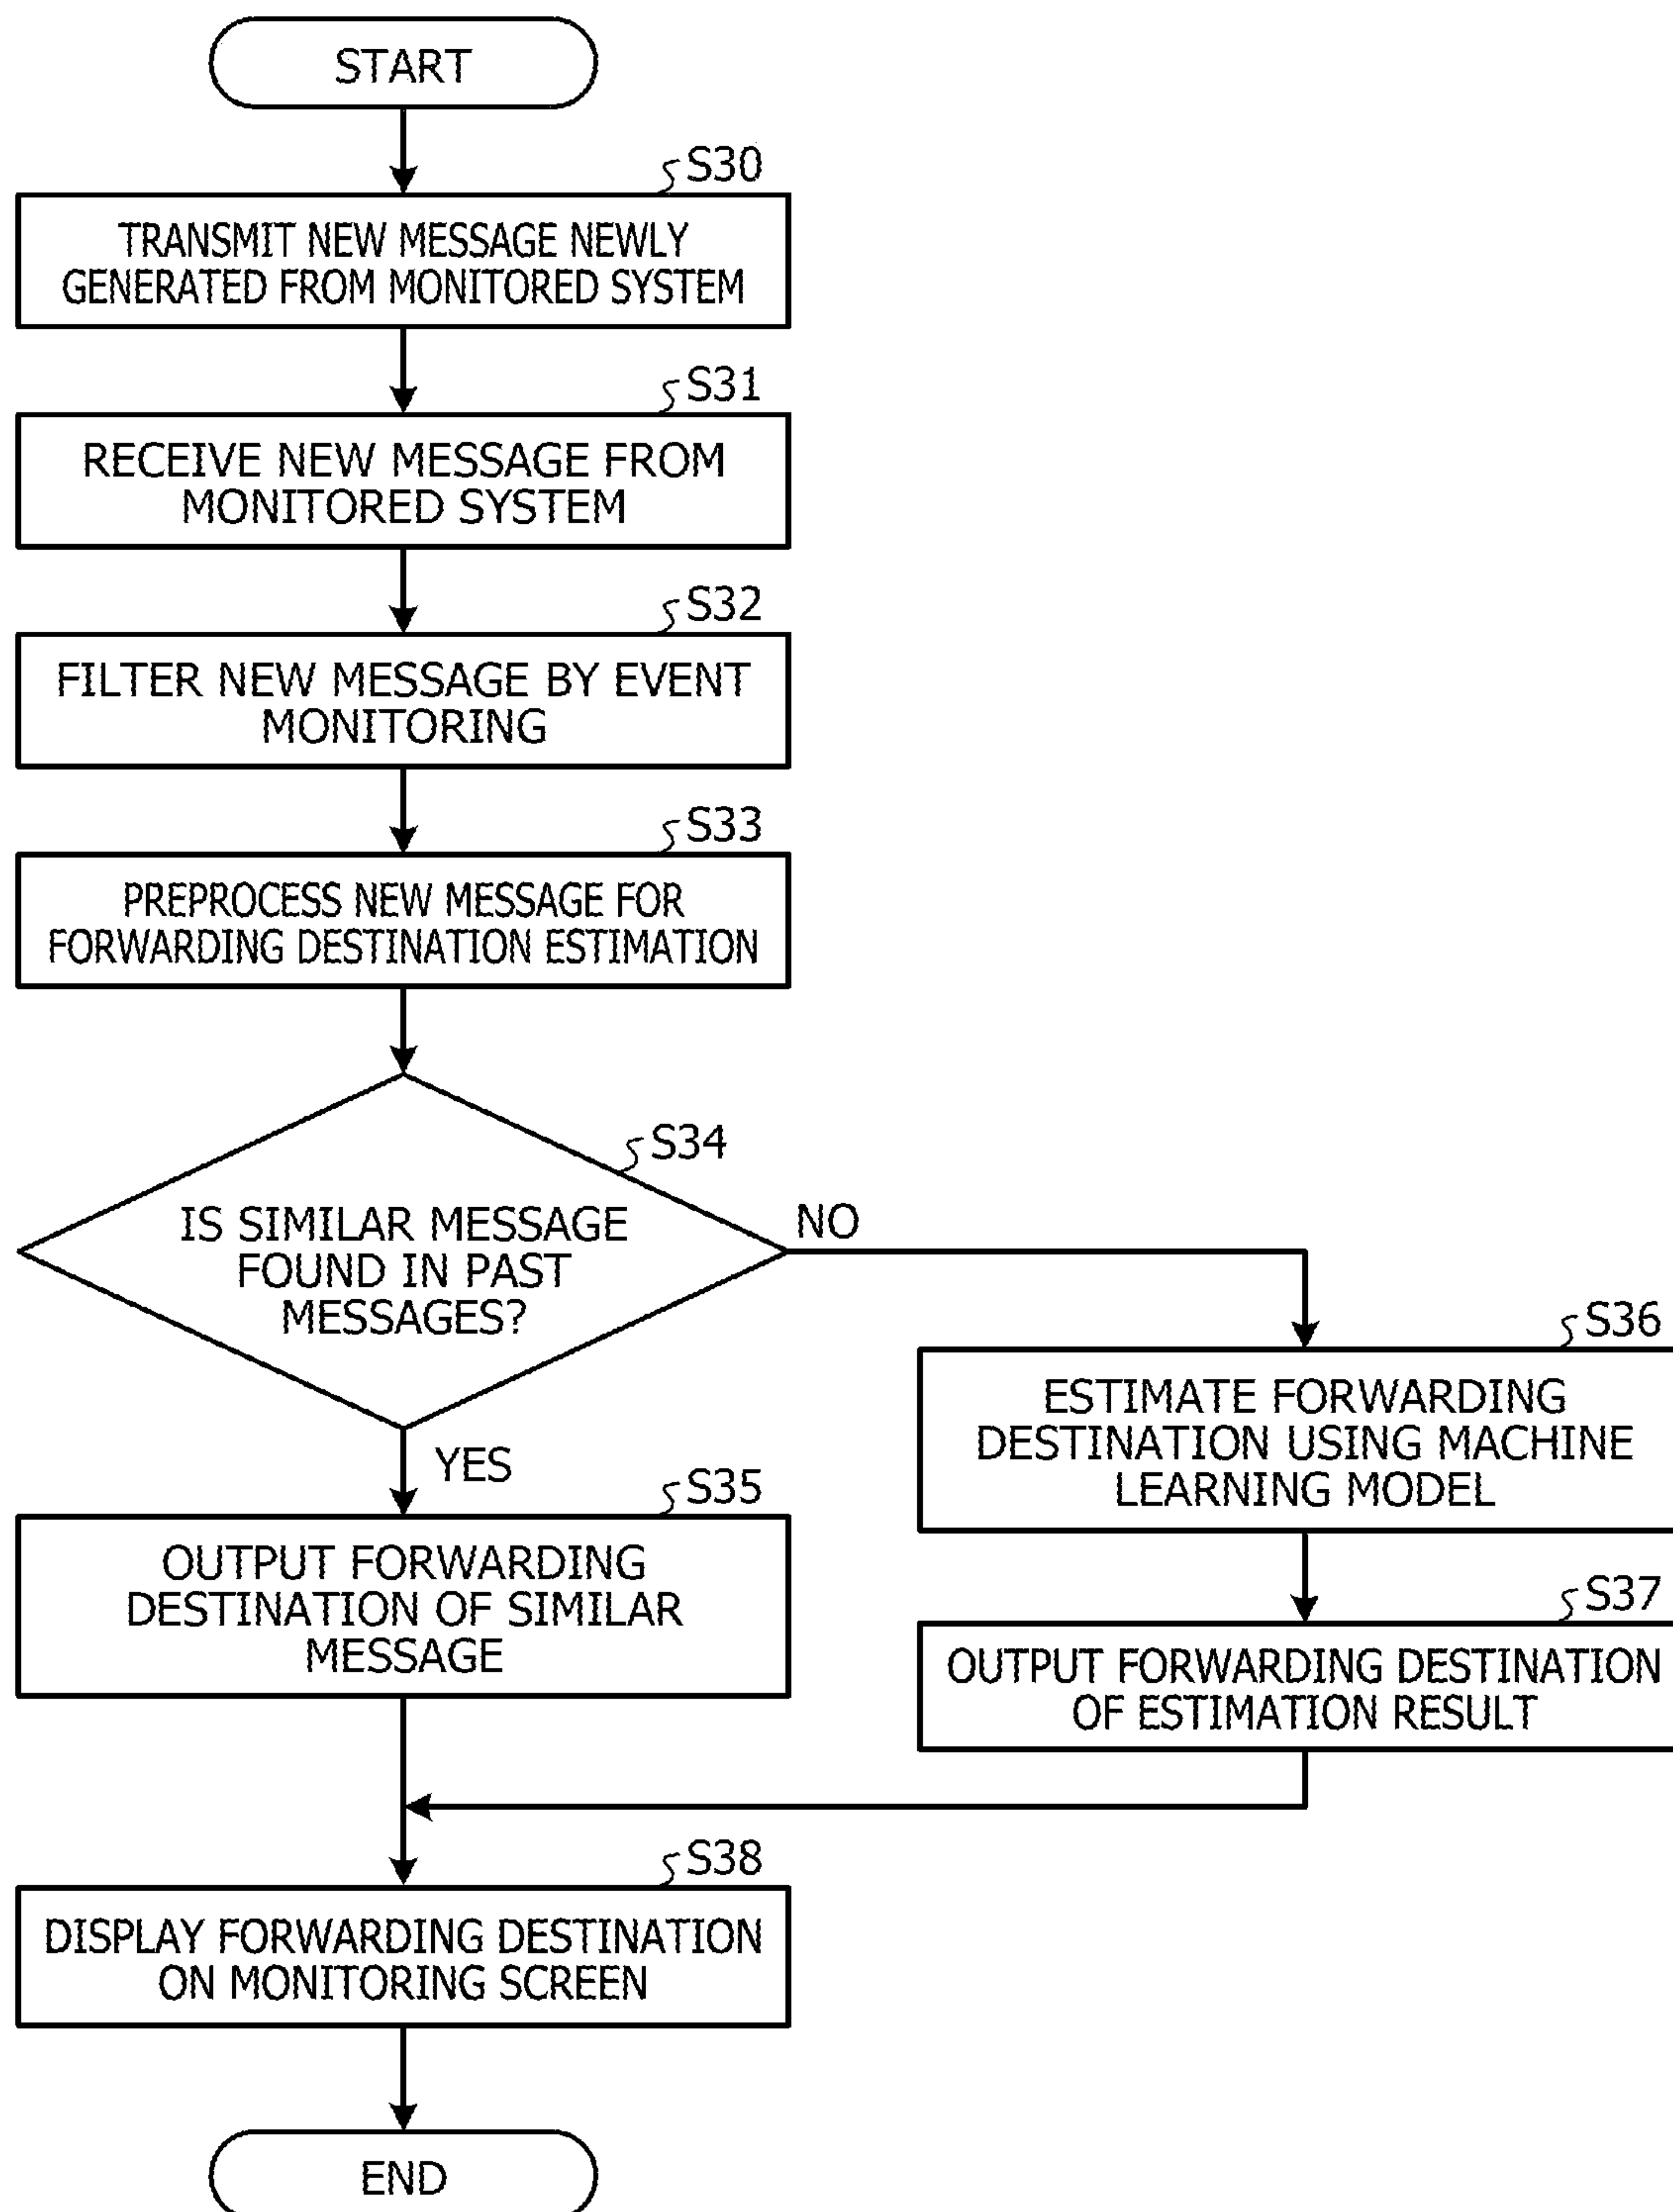 START
S30
TRANSMIT NEW MESSAGE NEWLY
GENERATED FROM MONITORED SYSTEM
S31
RECEIVE NEW MESSAGE FROM
MONITORED SYSTEM
S32
FILTER NEW MESSAGE BY EVENT
MONITORING
S33
PREPROCESS NEW MESSAGE FOR
FORWARDING DESTINATION ESTIMATION
S34
IS SIMILAR MESSAGE
FOUND IN PAST
MESSAGES?
NO
YES
S35
OUTPUT FORWARDING
DESTINATION OF SIMILAR
MESSAGE
S36
ESTIMATE FORWARDING
DESTINATION USING MACHINE
LEARNING MODEL
S37
OUTPUT FORWARDING DESTINATION
OF ESTIMATION RESULT
S38
DISPLAY FORWARDING DESTINATION
ON MONITORING SCREEN
END